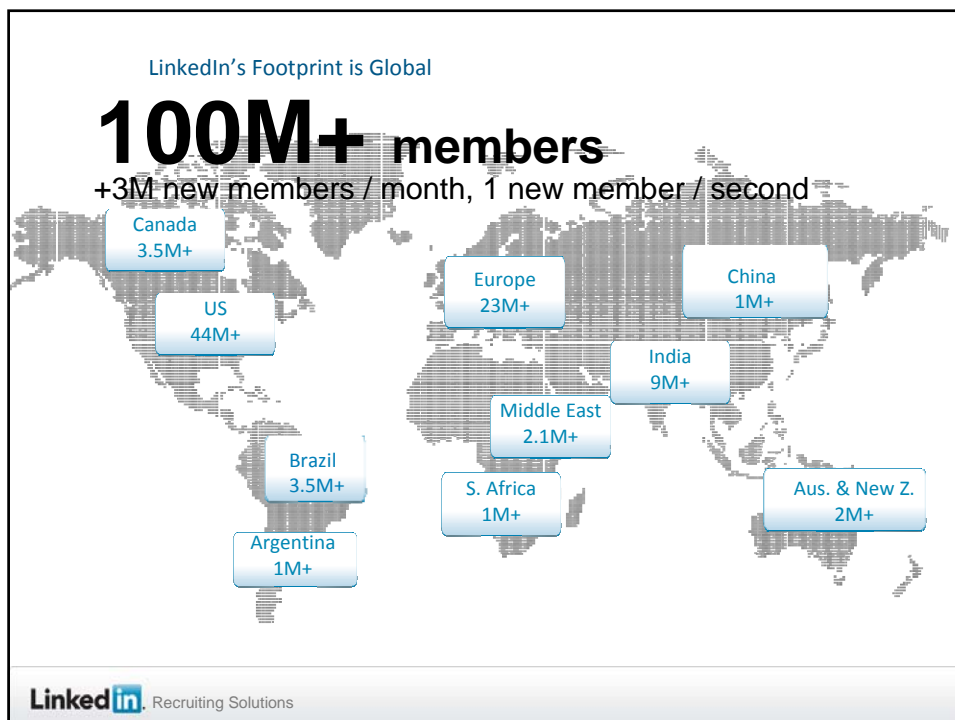 LinkedIn’s Footprint is Global
100M+ members
+3M new members / month, 1 new member / second
Canada
3.5M+
US
44M+
Europe
23M+
China
1M+
India
9M+
Middle East
2.1M+
Brazil
3.5M+
S. Africa
1M+
Aus. & New Z.
2M+
Argentina
1M+
Linked in. Recruiting Solutions